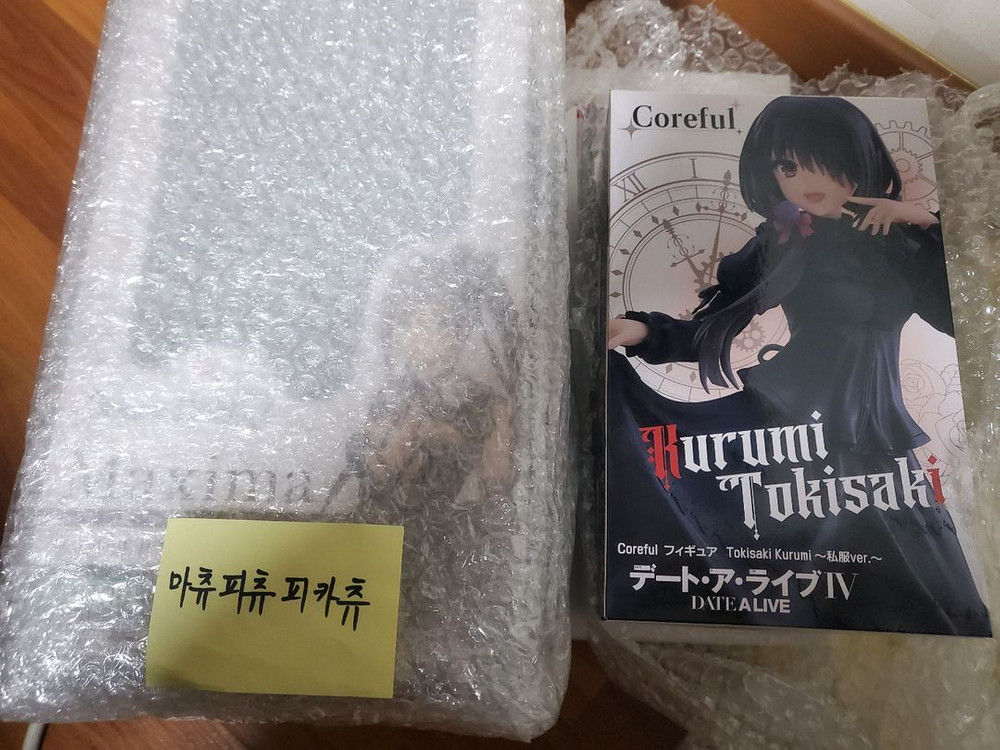 마츄피츄피카츄
Coreful
XII I
Kurumi
Tokisaki
Coreful フィギュア Tokisaki Kurumi ～私服ver.～
デート・ア・ライブIV
DATE A LIVE